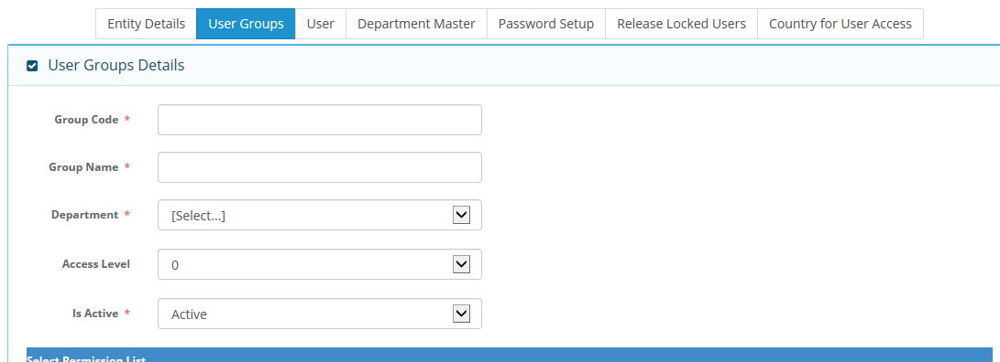 Entity Details User Groups User Department Master Password Setup Release Locked Users Country for User Access
User Groups Details
Group Code *
Group Name *
Department * [Select...]
Access Level 0
Is Active * Active
Select Permission List